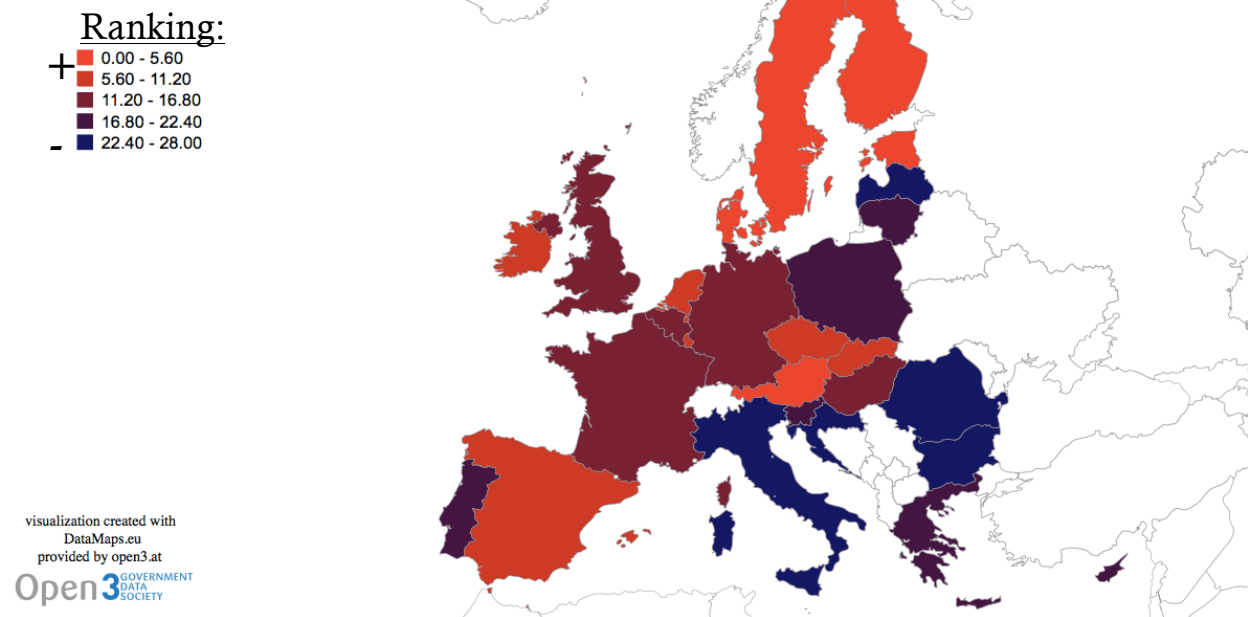 Ranking:
+
0.00 - 5.60
5.60 - 11.20
11.20 - 16.80
16.80 - 22.40
-
22.40 - 28.00
visualization created with
DataMaps.eu
provided by open3.at
Open3
GOVERNMENT
DATA
SOCIETY